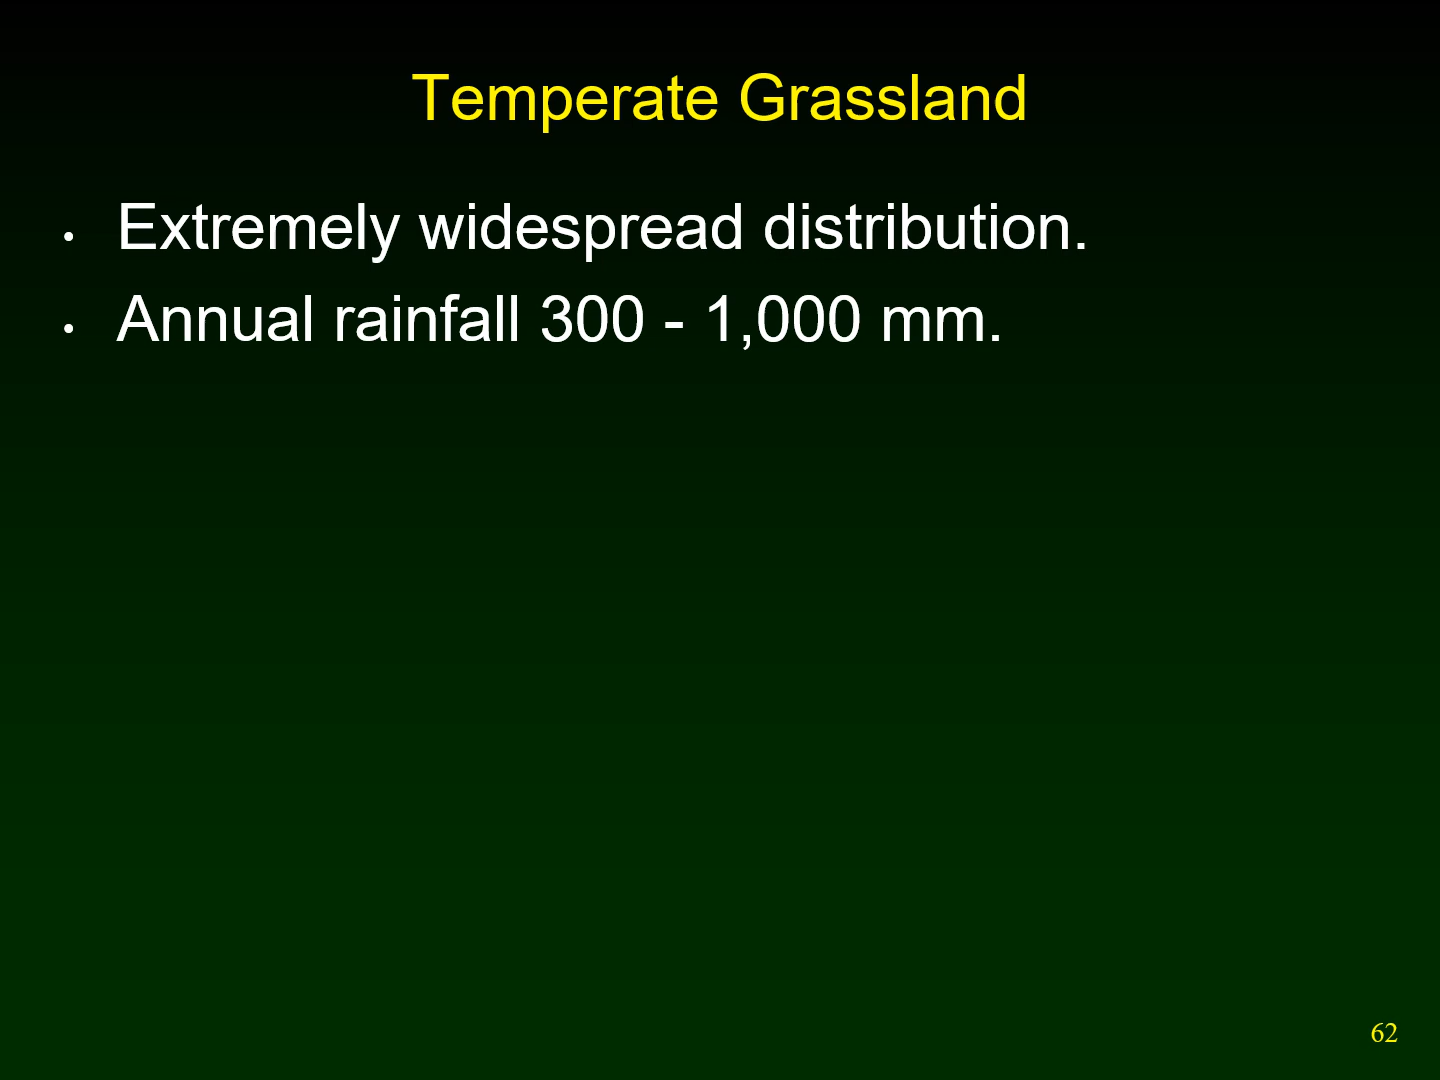 Temperate Grassland
• Extremely widespread distribution.
• Annual rainfall 300 - 1,000 mm.
62